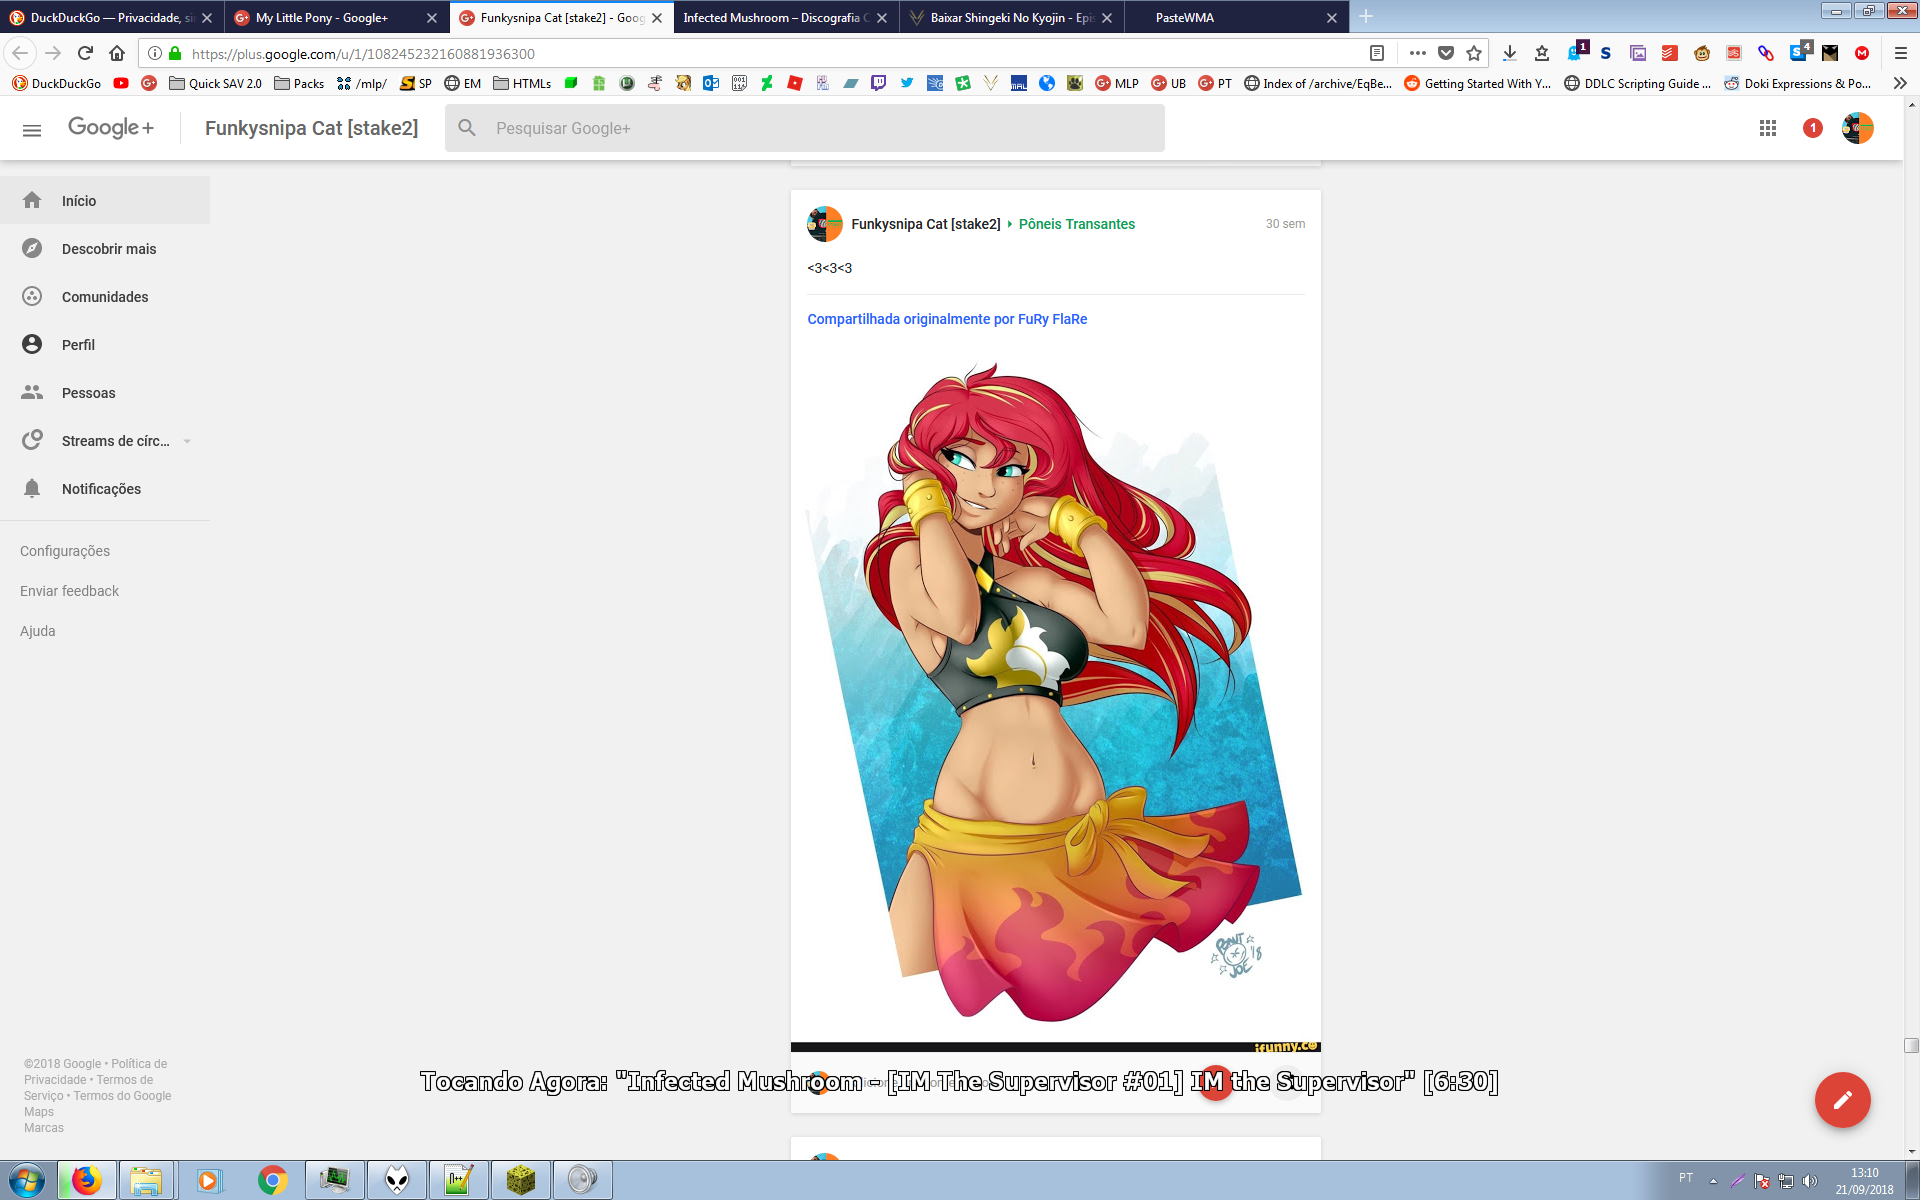 DuckDuckGo — Privacidade, si
My Little Pony - Google+
Funkysnipa Cat [stake2] - Goog
Infected Mushroom – Discografia C
Baixar Shingeki No Kyojin - Epis
PasteWMA
https://plus.google.com/u/1/108245232160881936300
1
4
DuckDuckGo
Quick SAV 2.0
Packs
/mlp/
SP
EM
HTMLs
MLP
UB
PT
Index of /archive/EqBe...
Getting Started With Y...
DDLC Scripting Guide ...
Doki Expressions & Po...
Google+
Funkysnipa Cat [stake2]
Pesquisar Google+
1
Início
Descobrir mais
Comunidades
Perfil
Pessoas
Streams de círc...
Notificações
Configurações
Enviar feedback
Ajuda
Funkysnipa Cat [stake2] Pôneis Transantes
30 sem
<3<3<3
Compartilhada originalmente por FuRy FlaRe
'18
JOE
ifunny.co
Tocando Agora: "Infected Mushroom – [IM The Supervisor #01] IM the Supervisor" [6:30]
©2018 Google • Política de
Privacidade • Termos de
Serviço • Termos do Google
Maps
Marcas
PT
13:10
21/09/2018